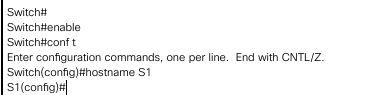 Switch#
Switch#enable
Switch#conf t
Enter configuration commands, one per line.  End with CNTL/Z.
Switch(config)#hostname S1
S1(config)#